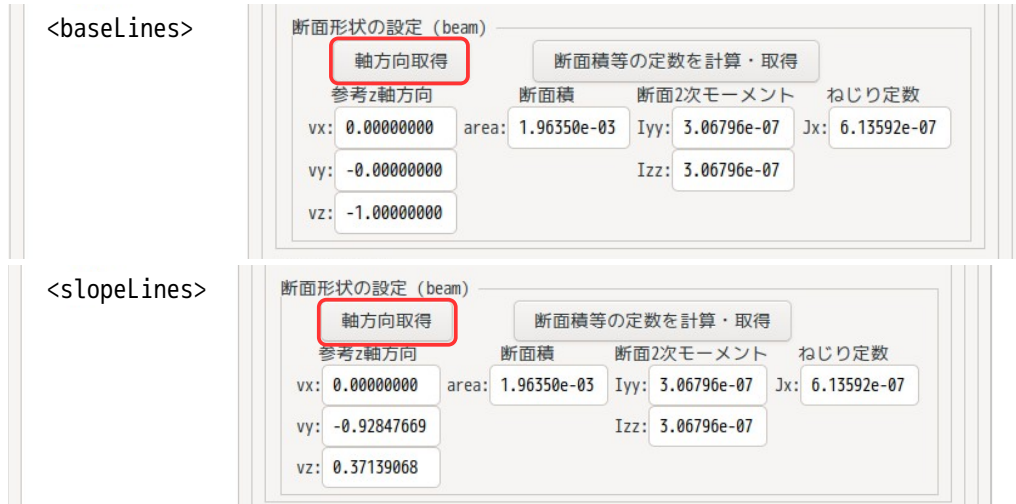 <baseLines>
断面形状の設定 (beam)
軸方向取得 断面積等の定数を計算・取得
参考z軸方向 断面積 断面2次モーメント ねじり定数
vx: 0.00000000 area: 1.96350e-03 Iyy: 3.06796e-07 Jx: 6.13592e-07
vy: -0.00000000 Izz: 3.06796e-07
vz: -1.00000000
<slopeLines>
断面形状の設定 (beam)
軸方向取得 断面積等の定数を計算・取得
参考z軸方向 断面積 断面2次モーメント ねじり定数
vx: 0.00000000 area: 1.96350e-03 Iyy: 3.06796e-07 Jx: 6.13592e-07
vy: -0.92847669 Izz: 3.06796e-07
vz: 0.37139068